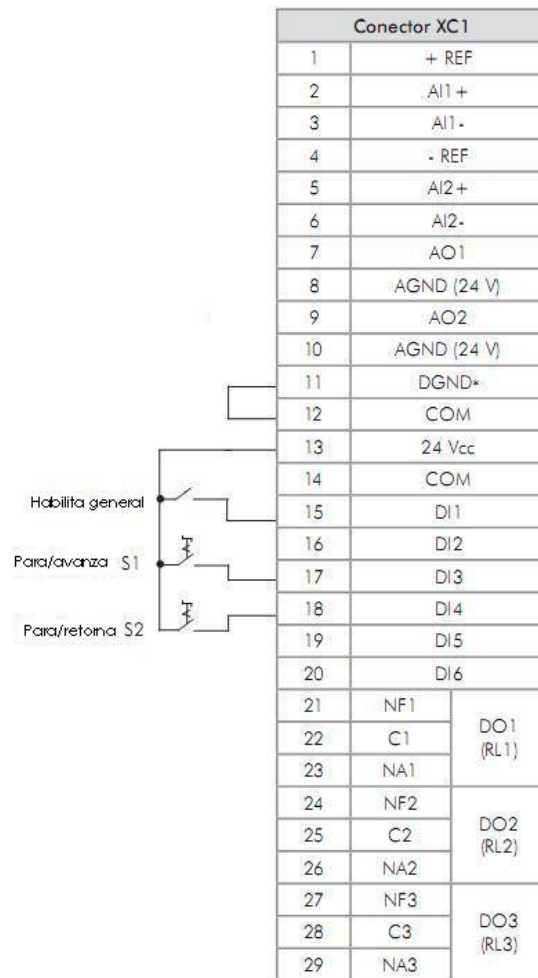 Conector XC1
1 + REF
2 AI1+
3 AI1-
4 - REF
5 AI2+
6 AI2-
7 AO1
8 AGND (24 V)
9 AO2
10 AGND (24 V)
11 DGND*
12 COM
13 24 Vcc
14 COM
Habilita general
15 DI1
16 DI2
Para/avanza S1
17 DI3
18 DI4
Para/retorna S2
19 DI5
20 DI6
21 NF1
22 C1
23 NA1
DO1
(RL1)
24 NF2
25 C2
26 NA2
DO2
(RL2)
27 NF3
28 C3
29 NA3
DO3
(RL3)